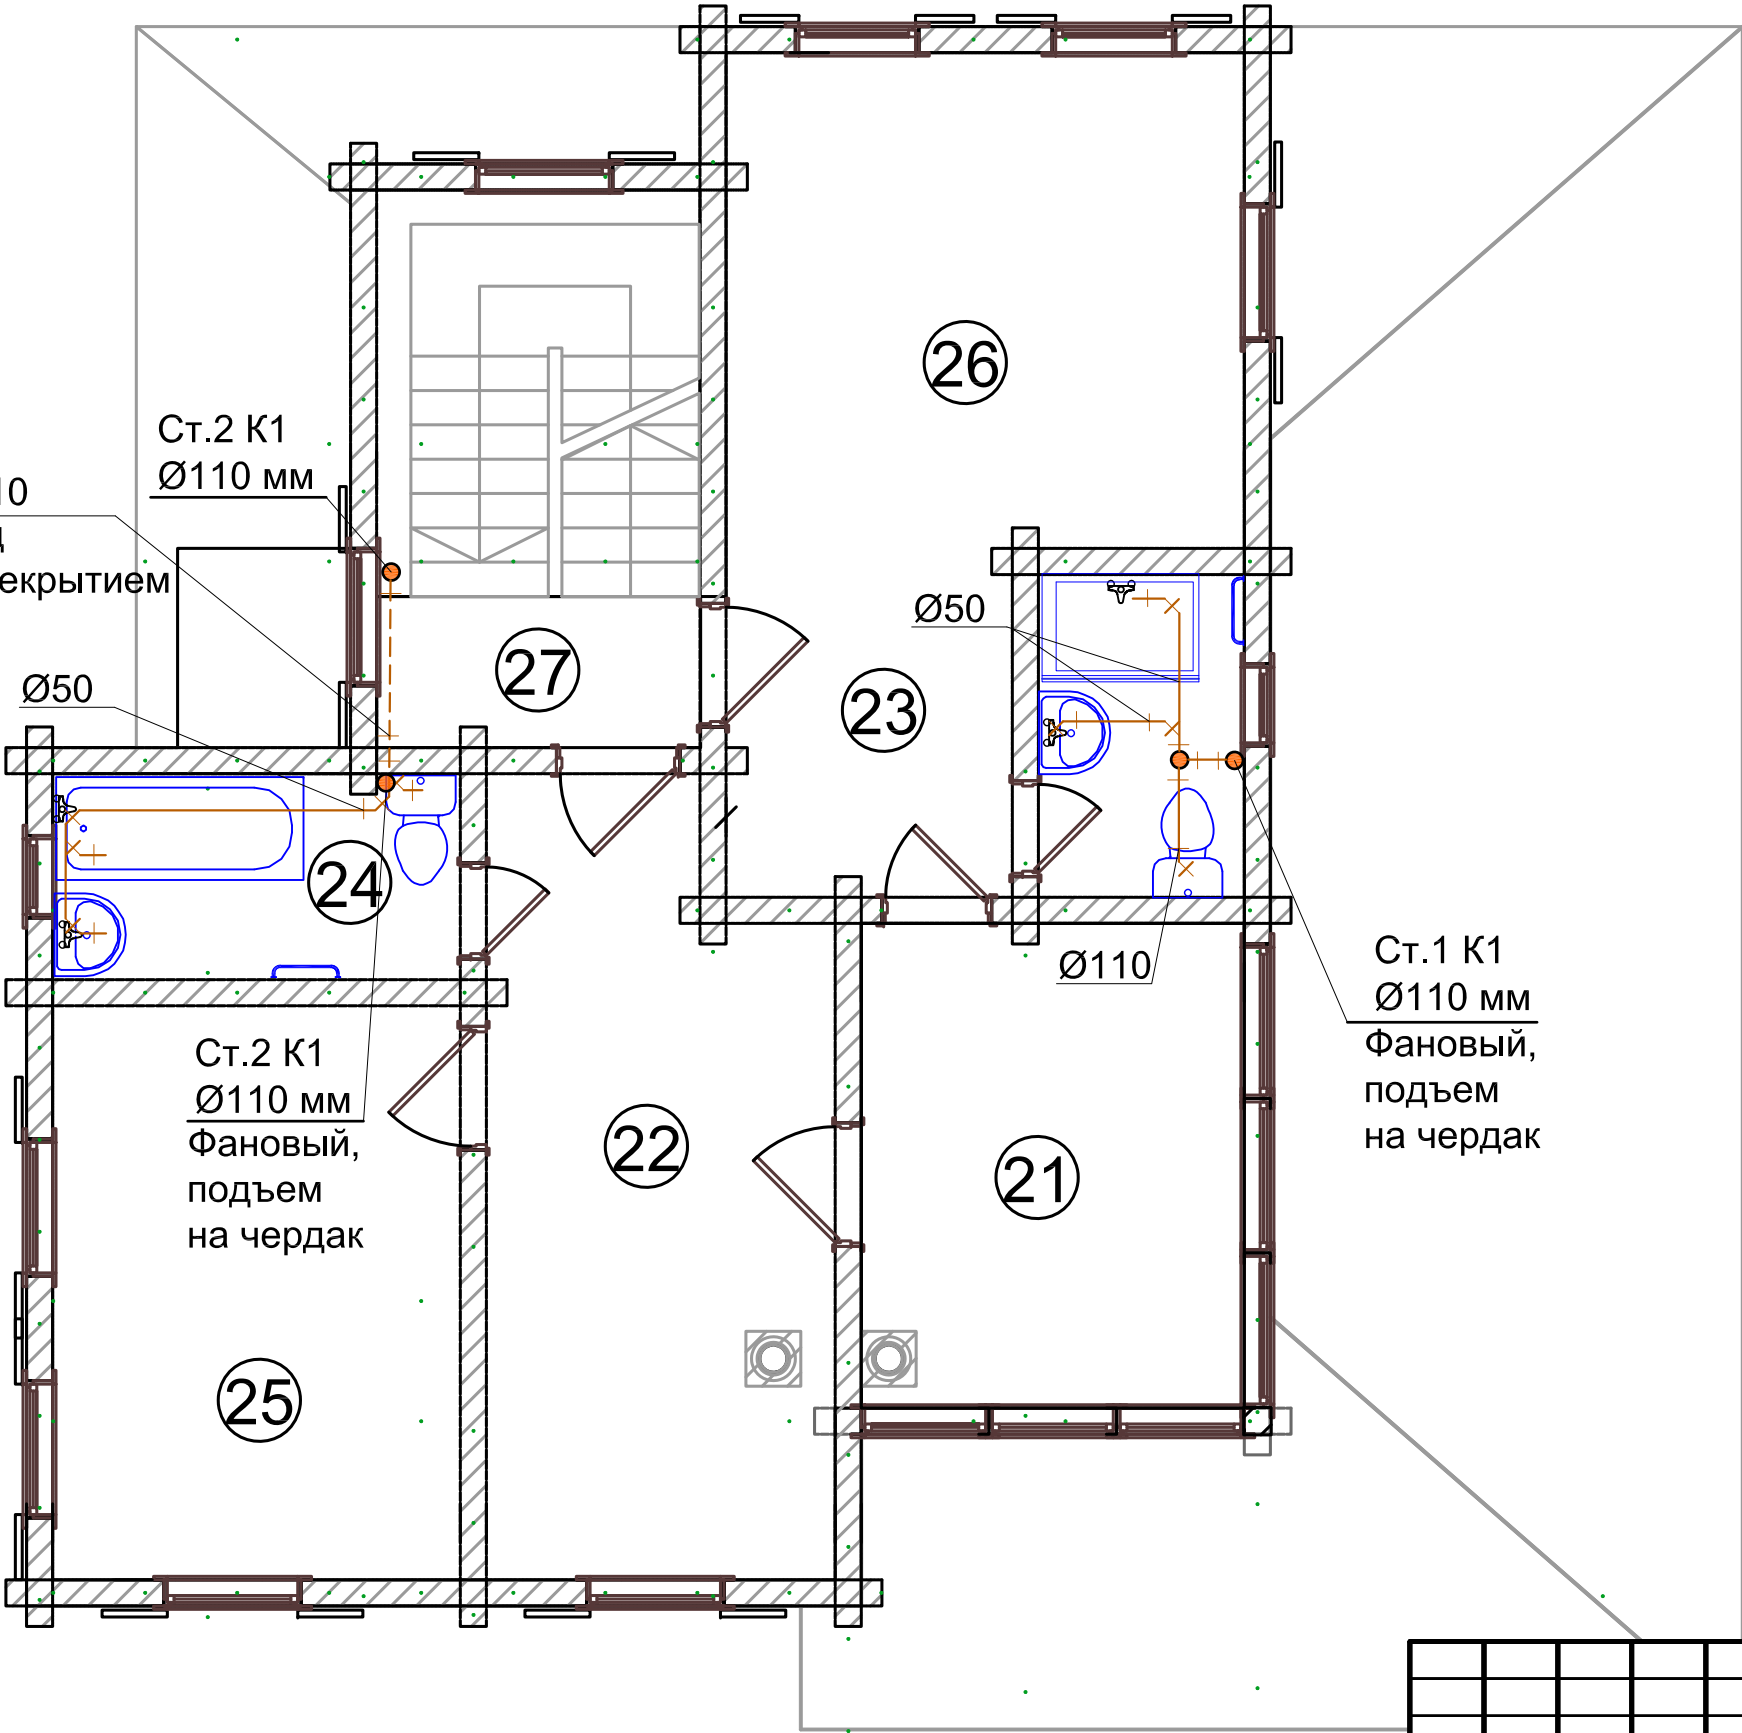 26
Ст.2 К1
Ø110 мм
10
екрытием
Ø50
27
23
Ø50
24
Ø110
Ст.1 К1
Ø110 мм
Фановый,
подъем
на чердак
Ст.2 К1
Ø110 мм
Фановый,
подъем
на чердак
22
21
25